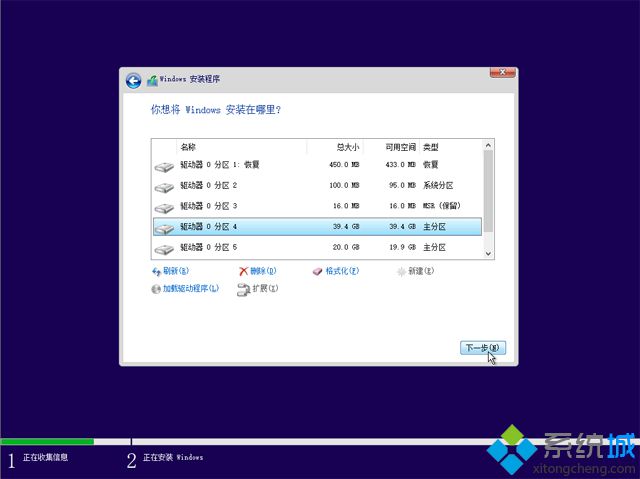 Windows 安装程序
你想将 Windows 安装在哪里?
名称 总大小 可用空间 类型
驱动器 0 分区 1: 恢复 450.0 MB 433.0 MB 恢复
驱动器 0 分区 2 100.0 MB 95.0 MB 系统分区
驱动器 0 分区 3 16.0 MB 16.0 MB MSR (保留)
驱动器 0 分区 4 39.4 GB 39.4 GB 主分区
驱动器 0 分区 5 20.0 GB 19.9 GB 主分区
刷新(R) 删除(D) 格式化(F) 新建(E)
加载驱动程序(L) 扩展(X)
下一步(N)
1 正在收集信息 2 正在安装 Windows
系统城
xitongcheng.com